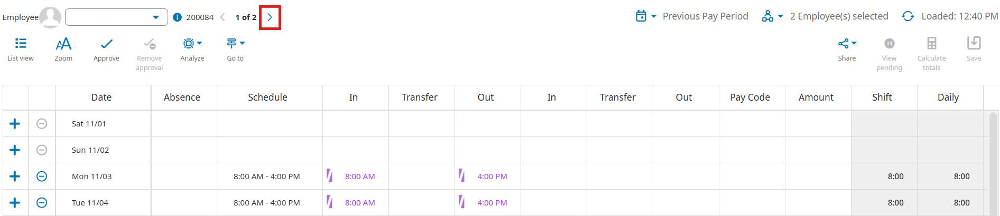 Employee 200084 1 of 2 Previous Pay Period 2 Employee(s) selected Loaded: 12:40 PM
List view Zoom Approve Remove approval Analyze Go to Share View pending Calculate totals Save
Date Absence Schedule In Transfer Out In Transfer Out Pay Code Amount Shift Daily
Sat 11/01
Sun 11/02
Mon 11/03 8:00 AM - 4:00 PM 8:00 AM 4:00 PM 8:00 8:00
Tue 11/04 8:00 AM - 4:00 PM 8:00 AM 4:00 PM 8:00 8:00